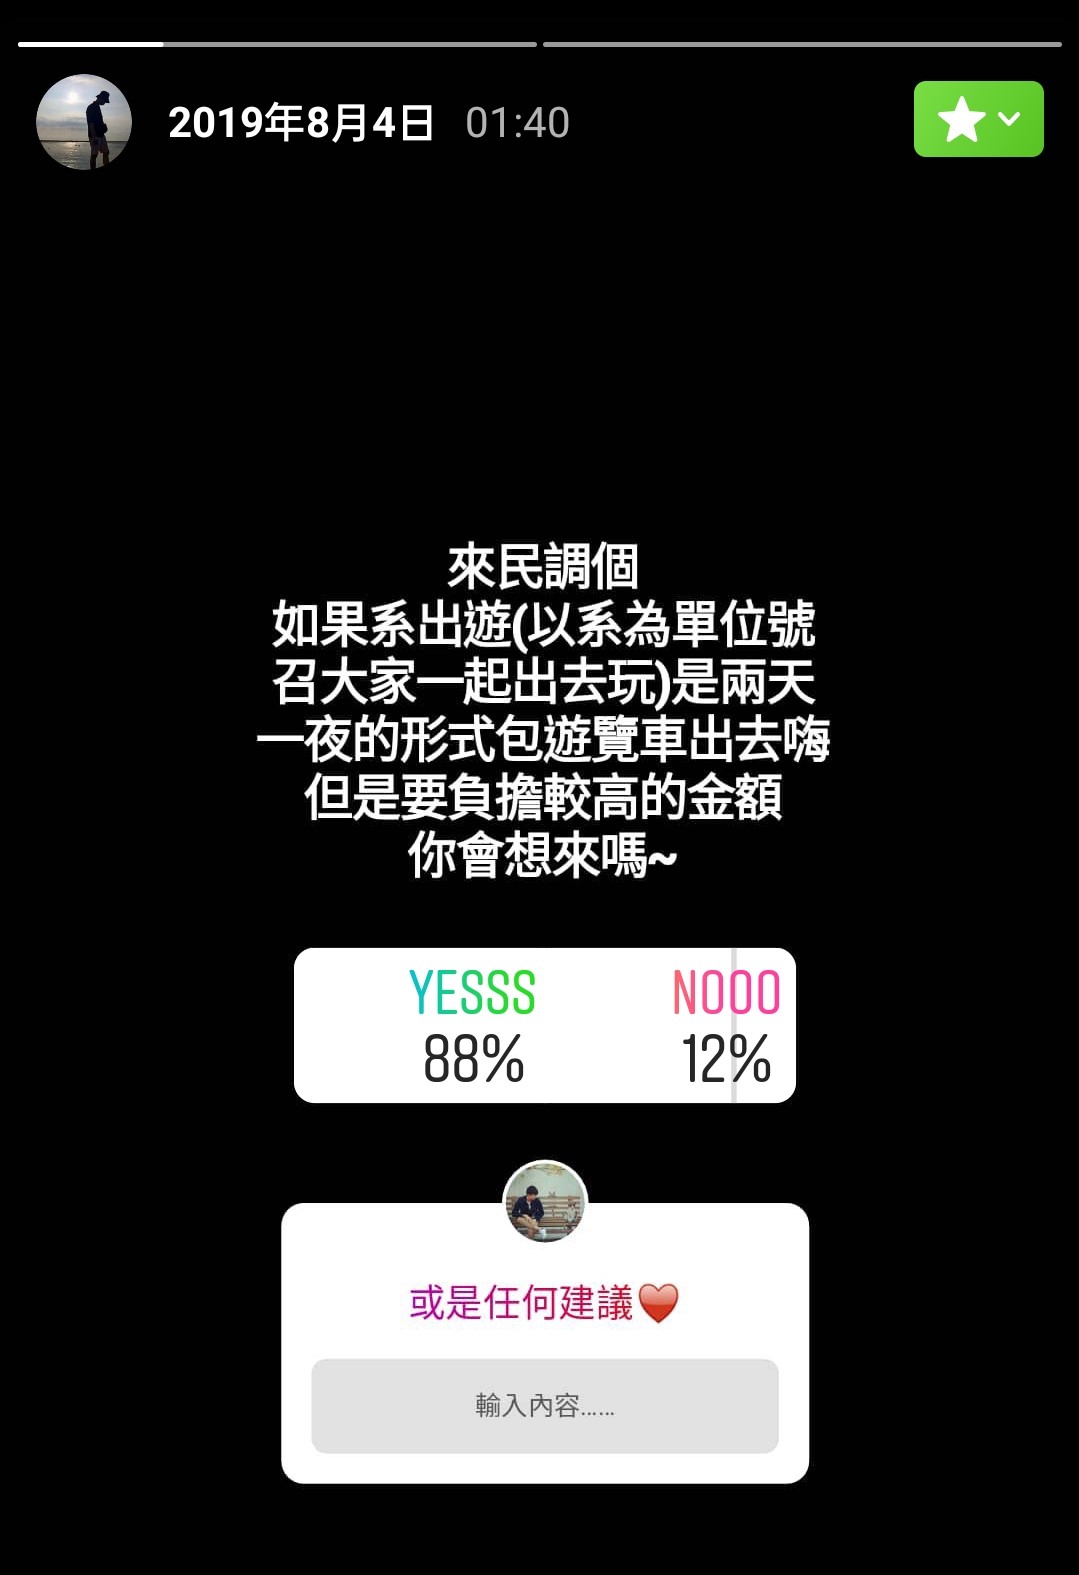 2019年8月4日 01:40
來民調個
如果系出遊(以系為單位號
召大家一起出去玩)是兩天
一夜的形式包遊覽車出去嗨
但是要負擔較高的金額
你會想來嗎~
YESSS NOOO
88% 12%
或是任何建議❤️
輸入內容......